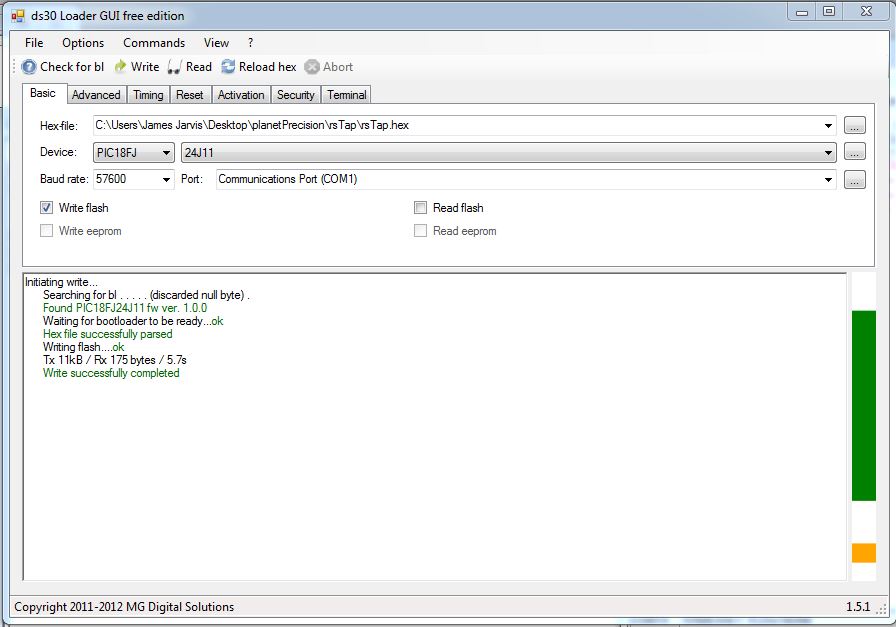 ds30 Loader GUI free edition
File Options Commands View ?
Check for bl Write Read Reload hex Abort
Basic Advanced Timing Reset Activation Security Terminal
Hex-file: C:\Users\James Jarvis\Desktop\planetPrecision\rsTap\rsTap.hex ...
Device: PIC18FJ 24J11 ...
Baud rate: 57600 Port: Communications Port (COM1) ...
Write flash Read flash
Write eeprom Read eeprom
Initiating write...
Searching for bl . . . . . (discarded null byte) .
Found PIC18FJ24J11 fw ver. 1.0.0
Waiting for bootloader to be ready...ok
Hex file successfully parsed
Writing flash....ok
Tx 11kB / Rx 175 bytes / 5.7s
Write successfully completed
Copyright 2011-2012 MG Digital Solutions 1.5.1